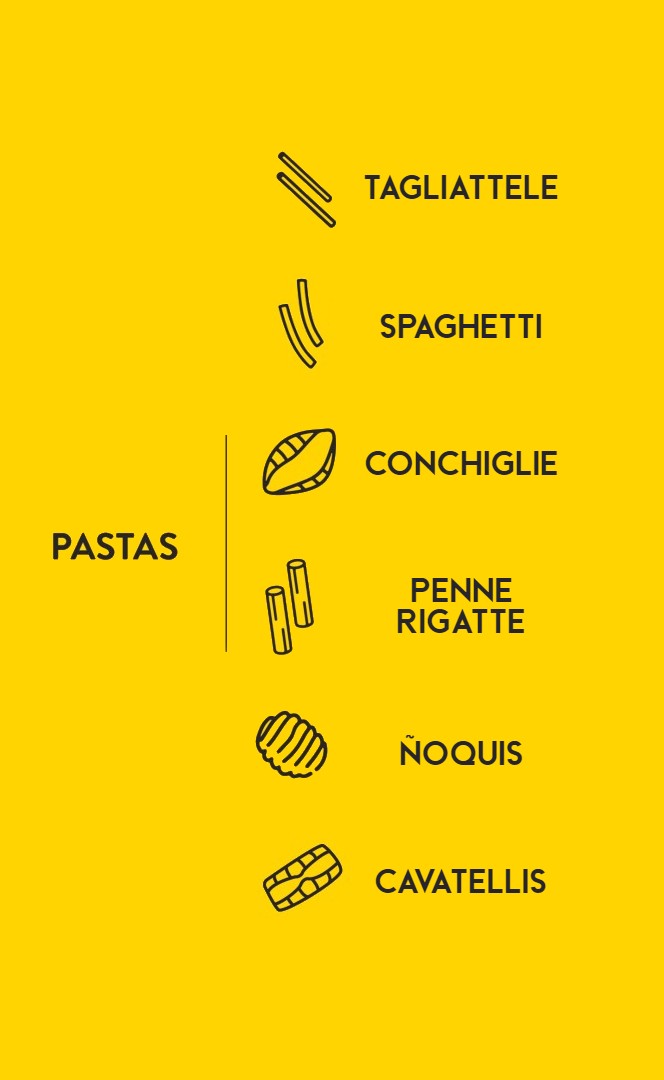 PASTAS
TAGLIATTELE
SPAGHETTI
CONCHIGLIE
PENNE
RIGATTE
ÑOQUIS
CAVATELLIS